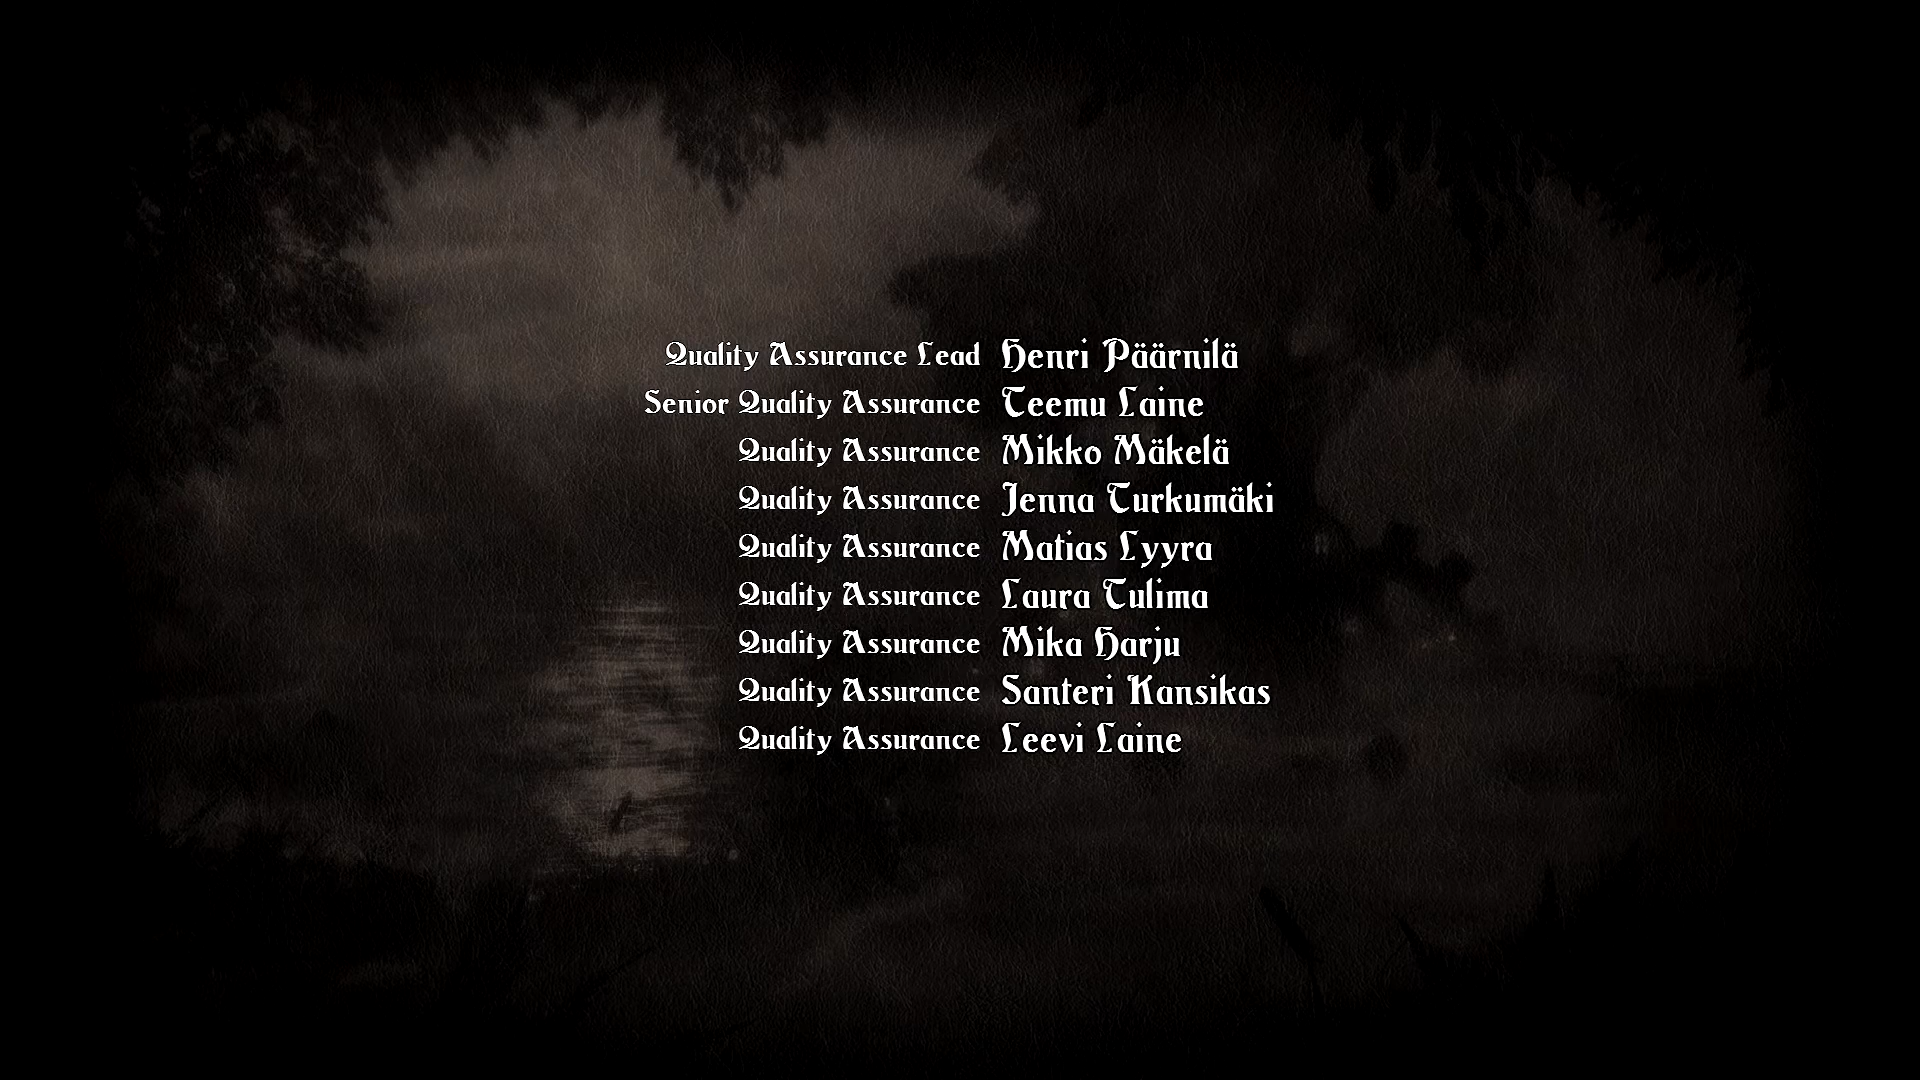 Quality Assurance Lead Henri Päärnilä
Senior Quality Assurance Teemu Laine
Quality Assurance Mikko Mäkelä
Quality Assurance Jenna Turkumäki
Quality Assurance Matias Lyyra
Quality Assurance Laura Tulima
Quality Assurance Mika Harju
Quality Assurance Santeri Kansikas
Quality Assurance Leevi Laine